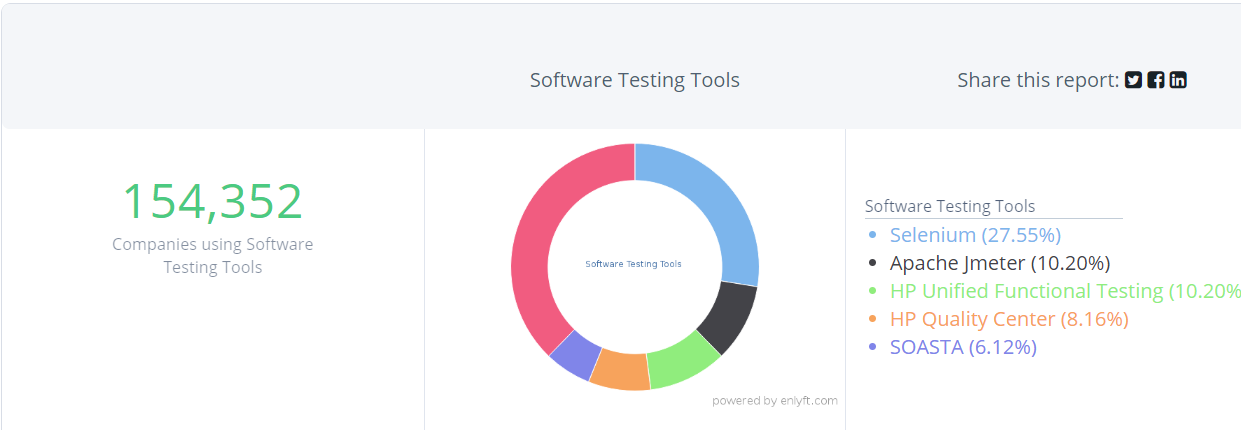 Software Testing Tools
Share this report:
154,352
Companies using Software
Testing Tools
Software Testing Tools
powered by enlyft.com
Software Testing Tools
Selenium (27.55%)
Apache Jmeter (10.20%)
HP Unified Functional Testing (10.20%
HP Quality Center (8.16%)
SOASTA (6.12%)